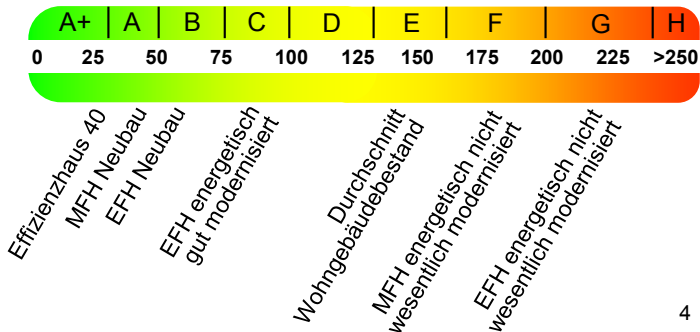 A+ A B C D E F G H
0 25 50 75 100 125 150 175 200 225 >250
Effizienzhaus 40
MFH Neubau
EFH Neubau
EFH energetisch
gut modernisiert
Durchschnitt
Wohngebäudebestand
MFH energetisch nicht
wesentlich modernisiert
EFH energetisch nicht
wesentlich modernisiert
4